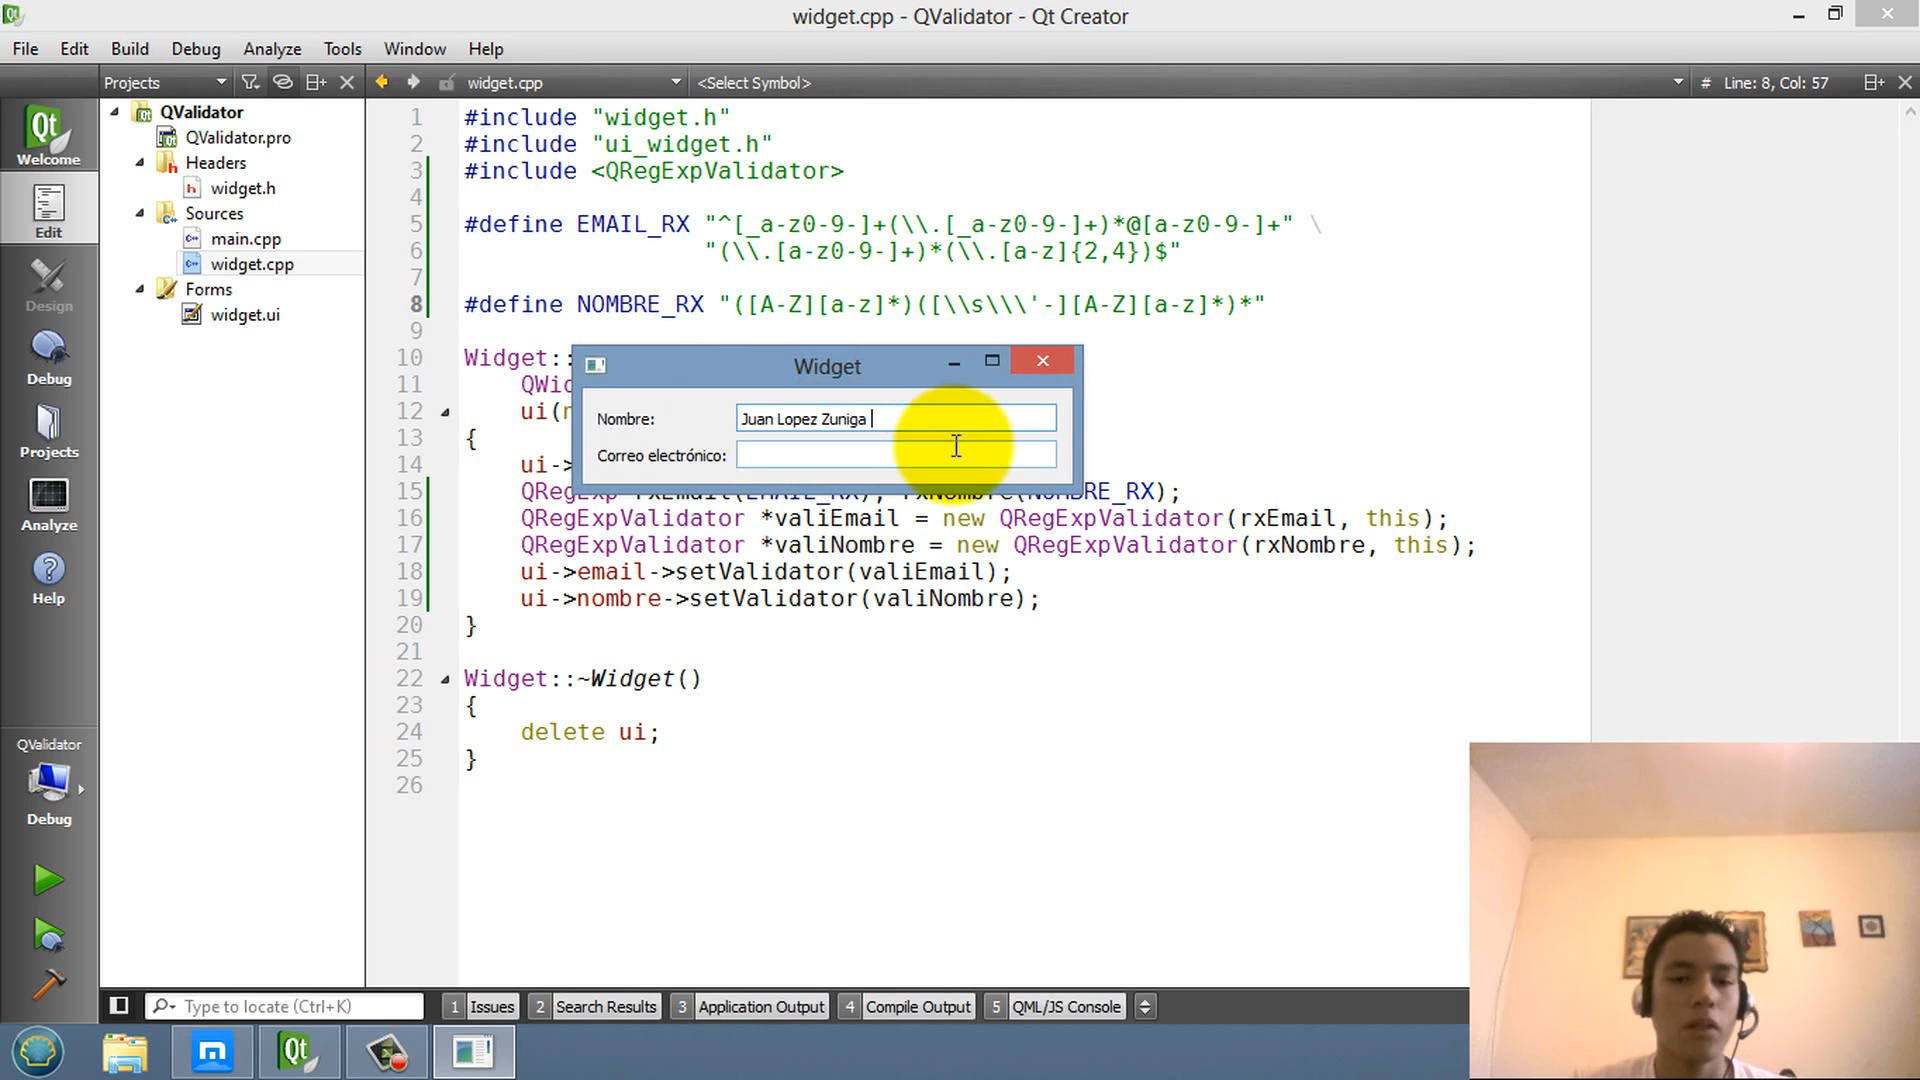 Qt
widget.cpp - QValidator - Qt Creator
File Edit Build Debug Analyze Tools Window Help
Projects widget.cpp <Select Symbol> # Line: 8, Col: 57
Qt
Welcome
Edit
Design
Debug
Projects
Analyze
Help
QValidator
Debug
QValidator
QValidator.pro
Headers
widget.h
Sources
main.cpp
widget.cpp
Forms
widget.ui
1 #include "widget.h"
2 #include "ui_widget.h"
3 #include <QRegExpValidator>
4
5 #define EMAIL_RX "^[_a-z0-9-]+(\\.[_a-z0-9-]+)*@[a-z0-9-]+" \
6 "(\\.[a-z0-9-]+)*(\\.[a-z]{2,4})$"
7
8 #define NOMBRE_RX "([A-Z][a-z]*)([\\s\\\'-][A-Z][a-z]*)*"
9
10 Widget::
11 QWid
12 ui(n
13 {
14 ui->
15 QRegExp rxEmail(EMAIL_RX), rxNombre(NOMBRE_RX);
16 QRegExpValidator *valiEmail = new QRegExpValidator(rxEmail, this);
17 QRegExpValidator *valiNombre = new QRegExpValidator(rxNombre, this);
18 ui->email->setValidator(valiEmail);
19 ui->nombre->setValidator(valiNombre);
20 }
21
22 Widget::~Widget()
23 {
24 delete ui;
25 }
26
Widget
Nombre: Juan Lopez Zuniga
Correo electrónico:
Type to locate (Ctrl+K) 1 Issues 2 Search Results 3 Application Output 4 Compile Output 5 QML/JS Console
Qt